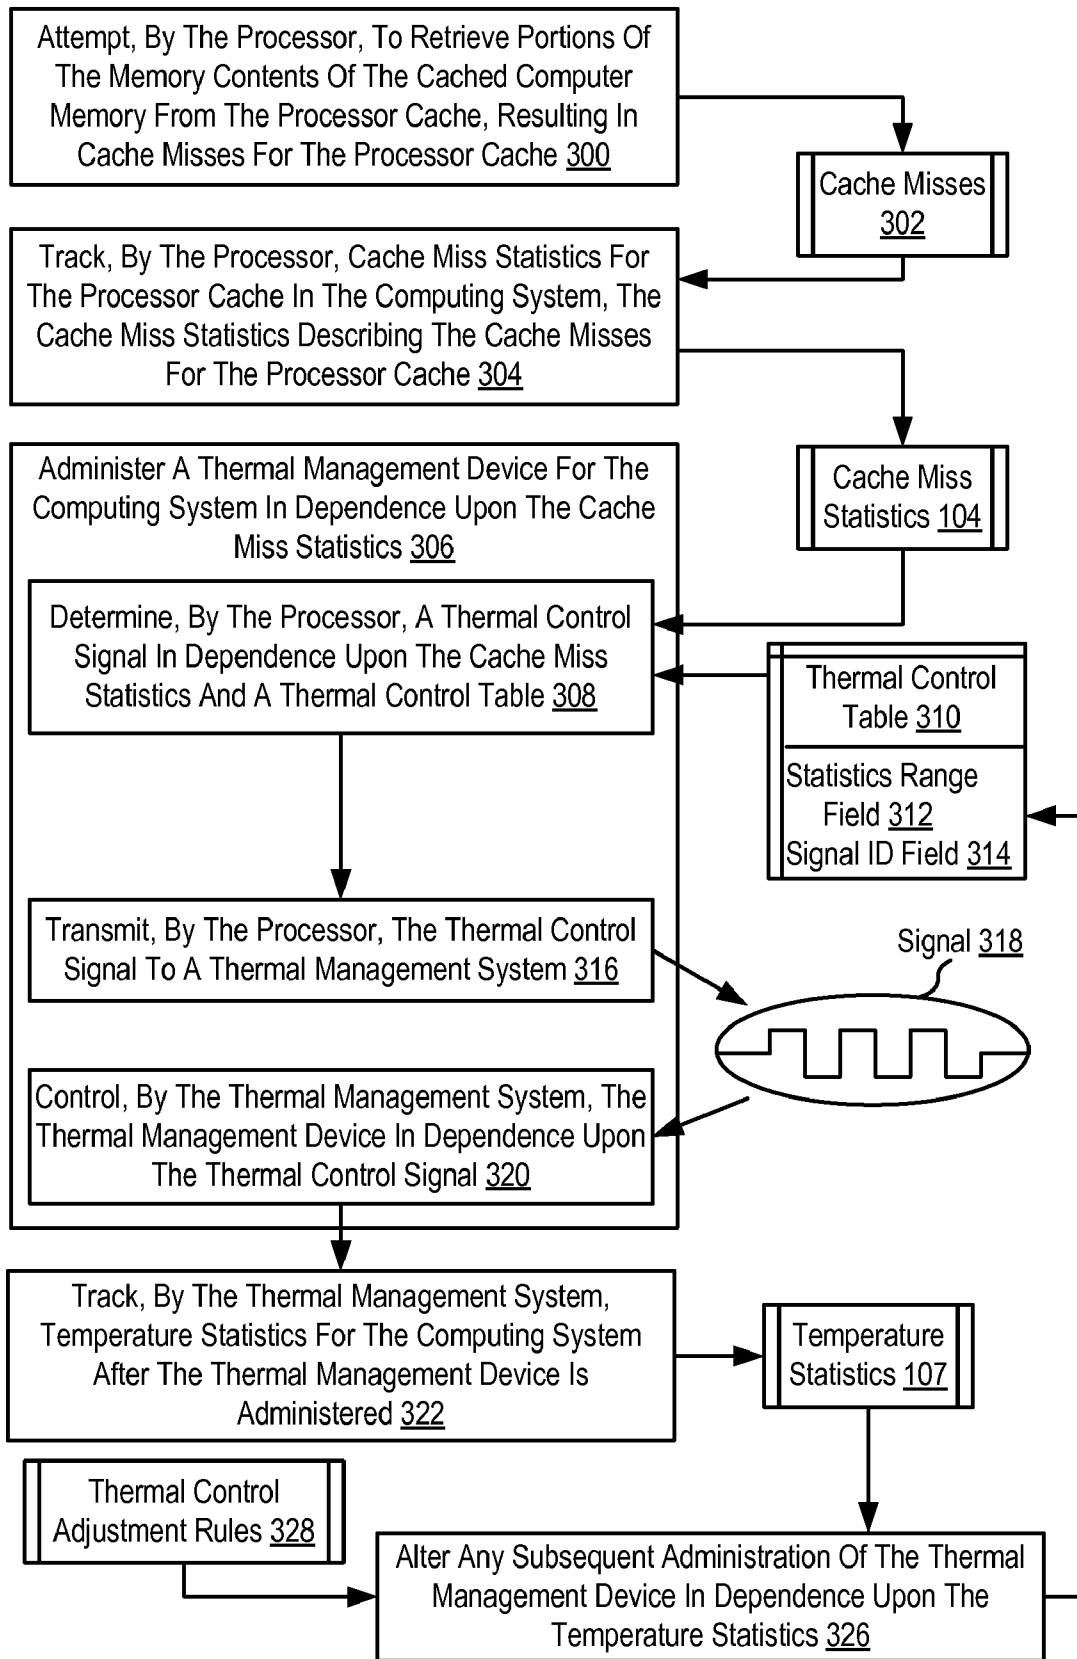 Attempt, By The Processor, To Retrieve Portions Of
The Memory Contents Of The Cached Computer
Memory From The Processor Cache, Resulting In
Cache Misses For The Processor Cache 300
Cache Misses
302
Track, By The Processor, Cache Miss Statistics For
The Processor Cache In The Computing System, The
Cache Miss Statistics Describing The Cache Misses
For The Processor Cache 304
Cache Miss
Statistics 104
Administer A Thermal Management Device For The
Computing System In Dependence Upon The Cache
Miss Statistics 306
Determine, By The Processor, A Thermal Control
Signal In Dependence Upon The Cache Miss
Statistics And A Thermal Control Table 308
Thermal Control
Table 310
Statistics Range
Field 312
Signal ID Field 314
Transmit, By The Processor, The Thermal Control
Signal To A Thermal Management System 316
Signal 318
Control, By The Thermal Management System, The
Thermal Management Device In Dependence Upon
The Thermal Control Signal 320
Track, By The Thermal Management System,
Temperature Statistics For The Computing System
After The Thermal Management Device Is
Administered 322
Temperature
Statistics 107
Thermal Control
Adjustment Rules 328
Alter Any Subsequent Administration Of The Thermal
Management Device In Dependence Upon The
Temperature Statistics 326